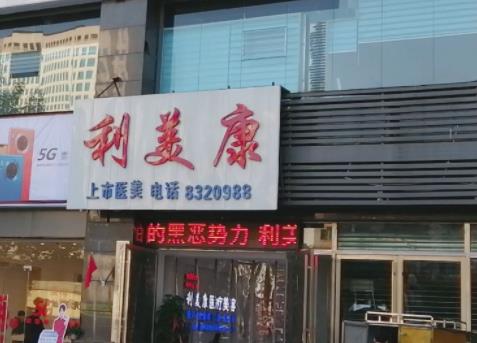 利美康
上市医美 电话 8320988
5G
的黑恶势力 利美
利美康医疗美容